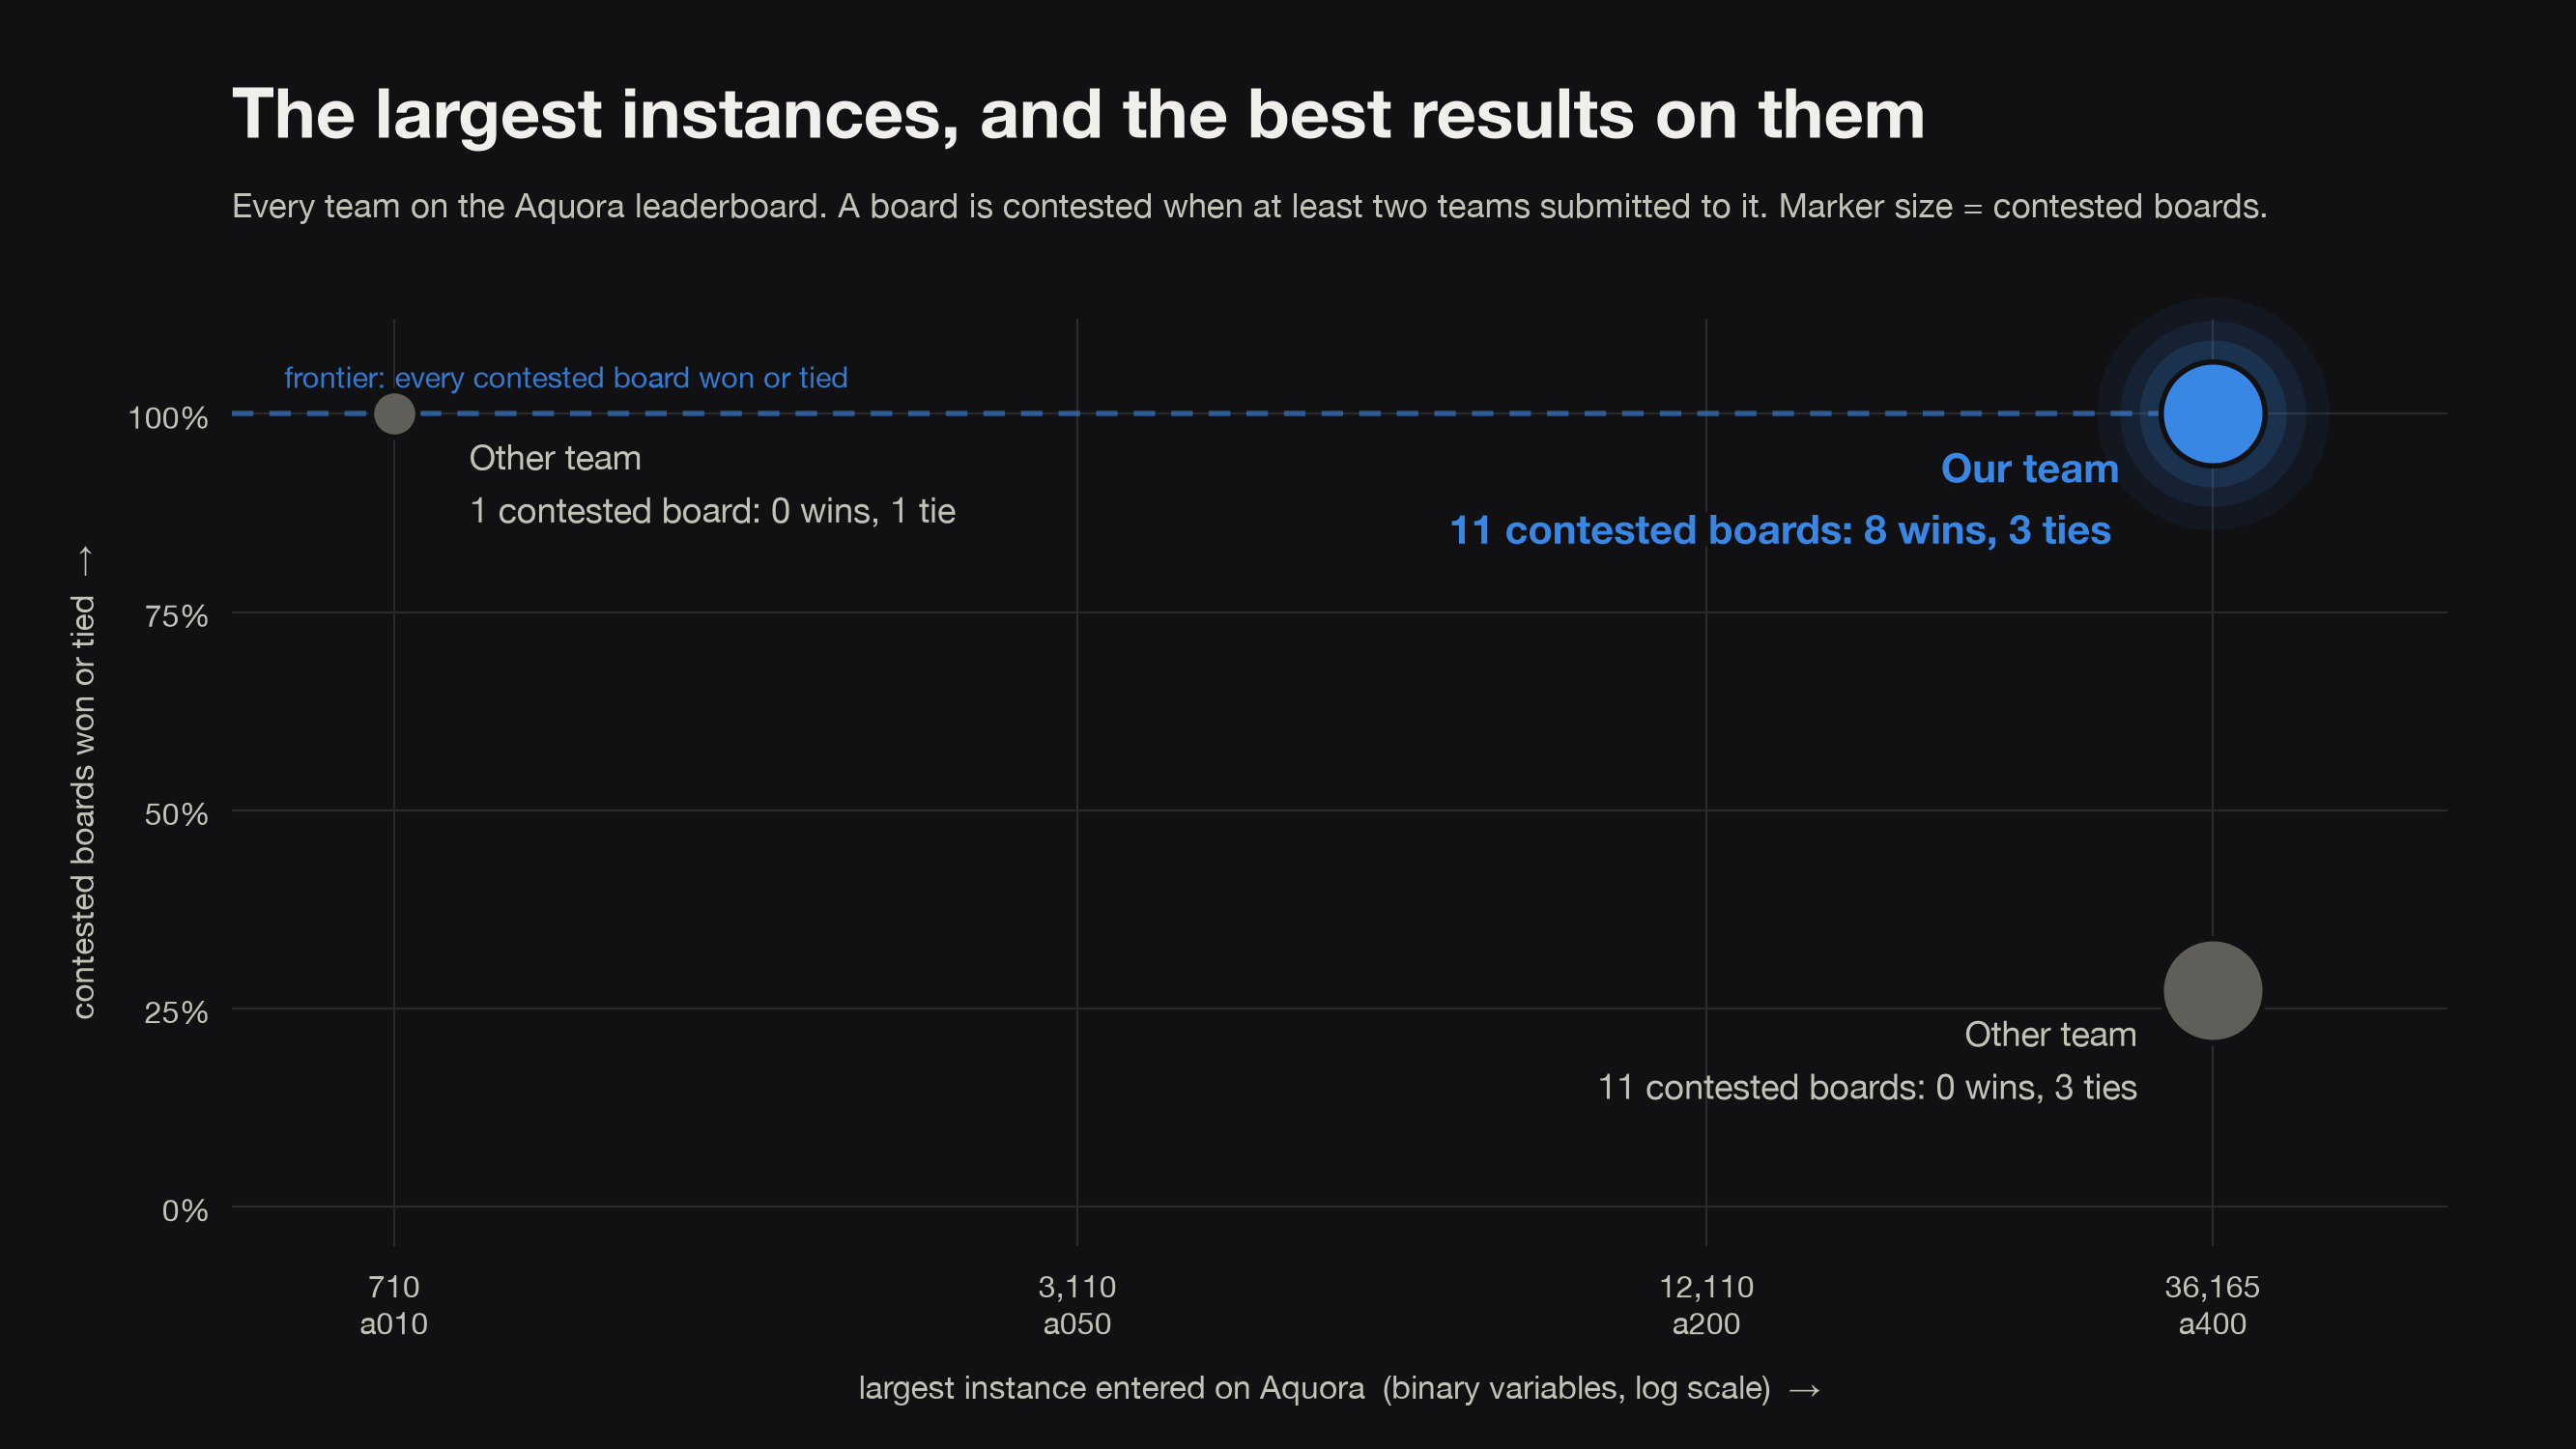 The largest instances, and the best results on them
Every team on the Aquora leaderboard. A board is contested when at least two teams submitted to it. Marker size = contested boards.
frontier: every contested board won or tied
100%
Other team
1 contested board: 0 wins, 1 tie
Our team
11 contested boards: 8 wins, 3 ties
contested boards won or tied →
75%
50%
25%
Other team
11 contested boards: 0 wins, 3 ties
0%
710
a010
3,110
a050
12,110
a200
36,165
a400
largest instance entered on Aquora (binary variables, log scale) →